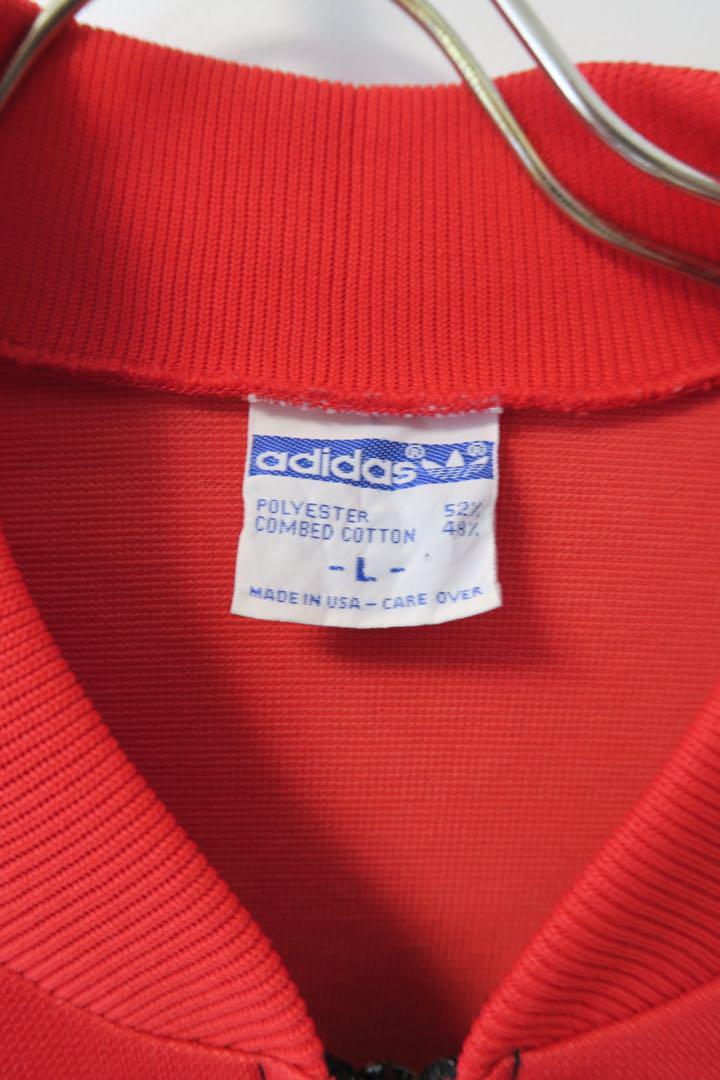 adidas® ®
POLYESTER 52%
COMBED COTTON 48%
- L -
MADE IN USA - CARE OVER